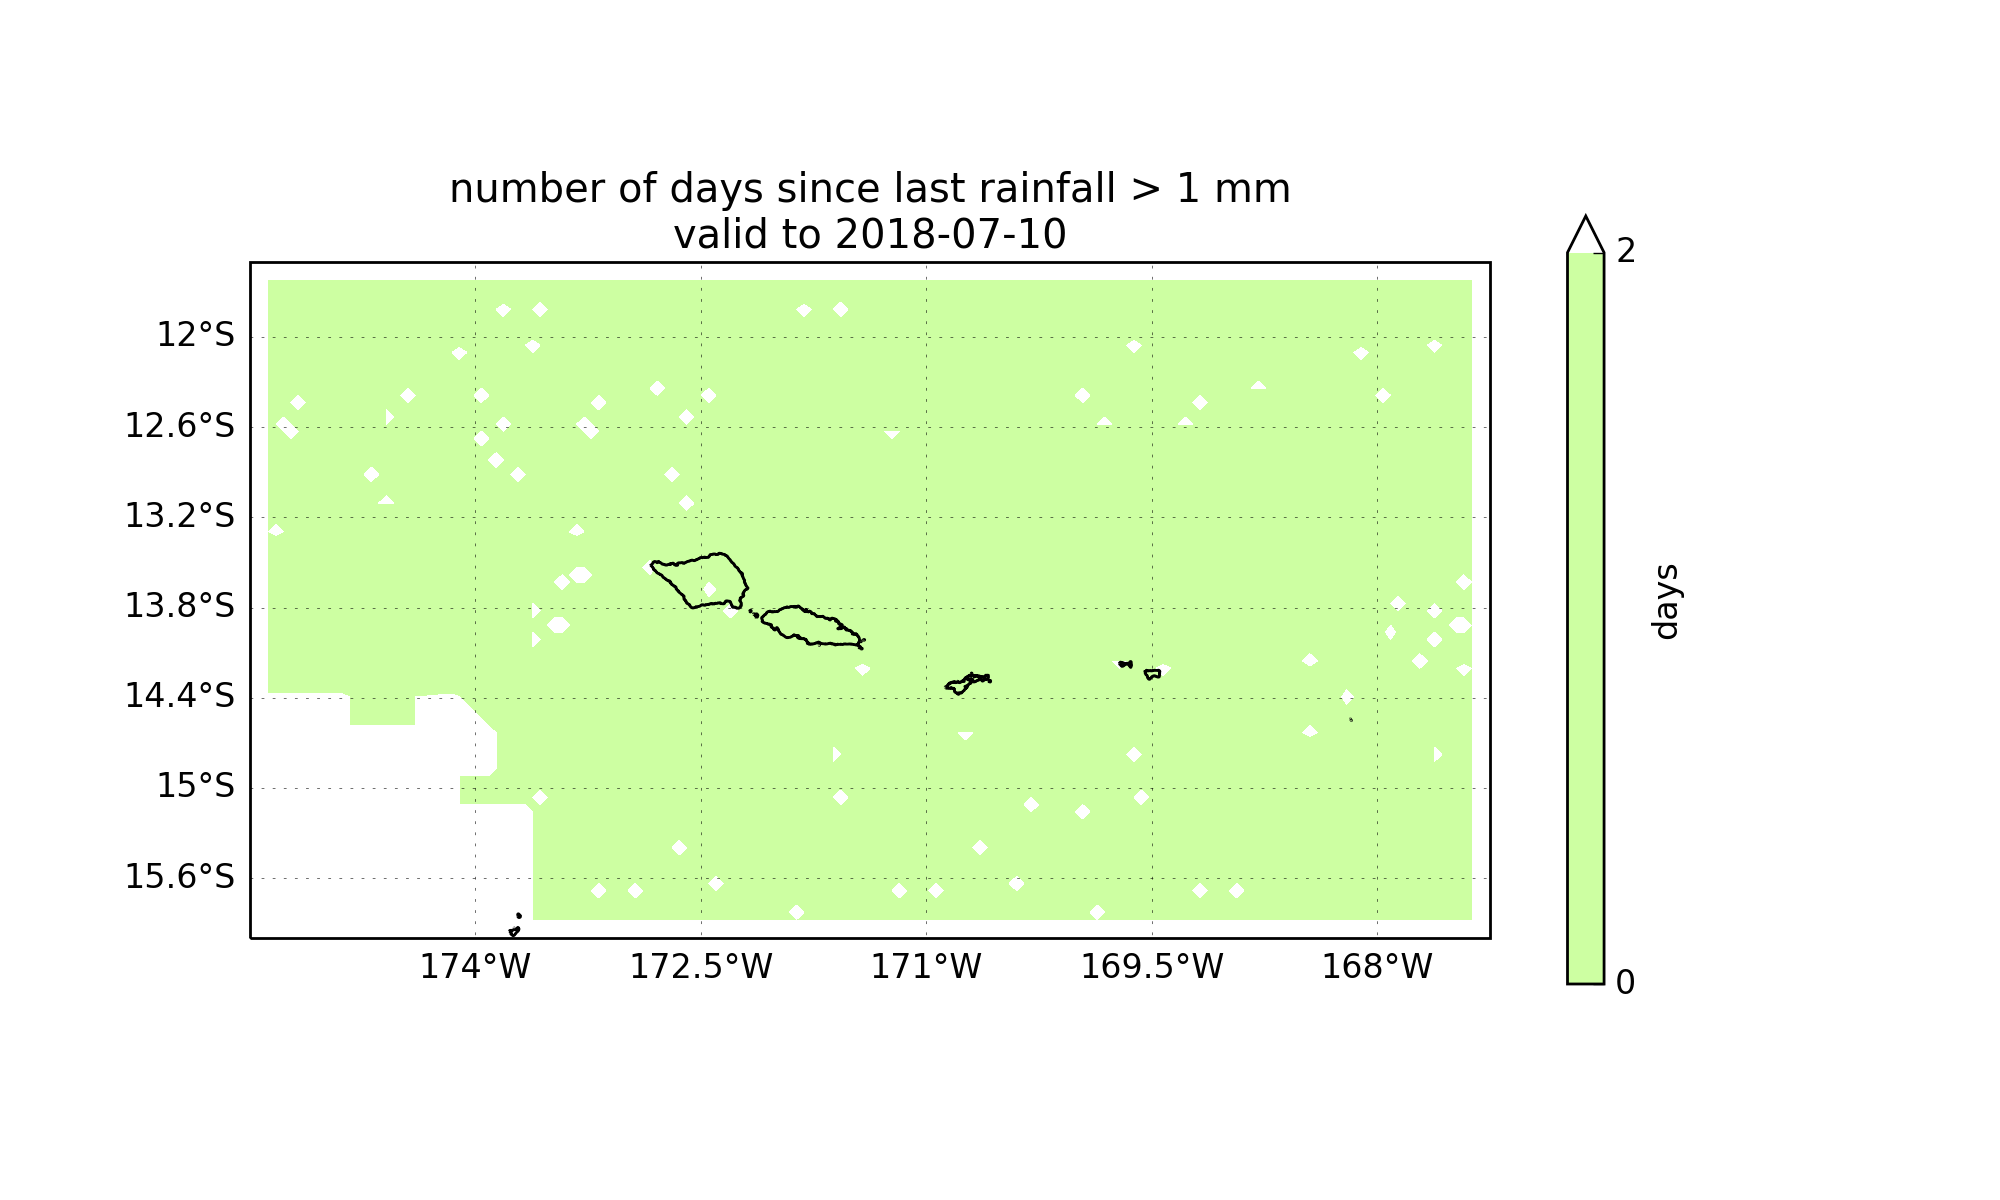 number of days since last rainfall > 1 mm
valid to 2018-07-10
2
12°S
12.6°S
13.2°S
13.8°S
14.4°S
15°S
15.6°S
days
174°W 172.5°W 171°W 169.5°W 168°W
0